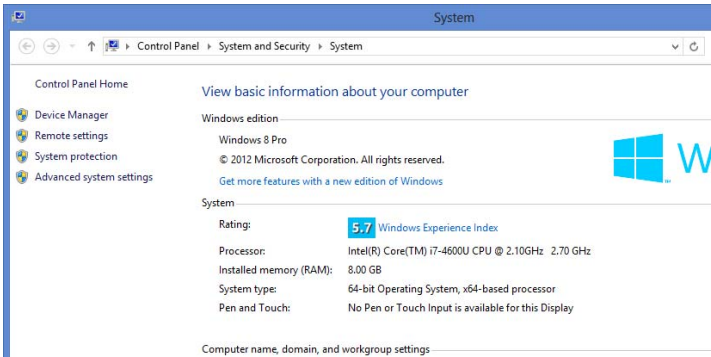 System
Control Panel System and Security System
Control Panel Home
Device Manager
Remote settings
System protection
Advanced system settings
View basic information about your computer
Windows edition
Windows 8 Pro
© 2012 Microsoft Corporation. All rights reserved.
Get more features with a new edition of Windows
W
System
Rating: 5.7 Windows Experience Index
Processor: Intel(R) Core(TM) i7-4600U CPU @ 2.10GHz 2.70 GHz
Installed memory (RAM): 8.00 GB
System type: 64-bit Operating System, x64-based processor
Pen and Touch: No Pen or Touch Input is available for this Display
Computer name, domain, and workgroup settings